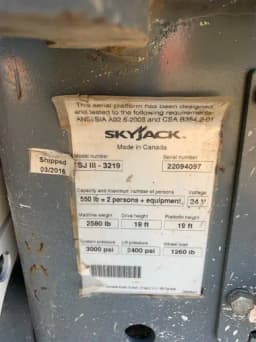 This aerial platform has been designed
and tested to the following requirements:
ANSI/SIA A92.6-2006 and CSA B354.2-01
SKYJACK
Made in Canada
Shipped
03/2016
Model number
Serial number
SJ III - 3219
22094097
Capacity and maximum number of persons
Voltage
550 lb = 2 persons + equipment
24 V
Machine weight
Drive height
Platform height
2580 lb
19 ft
19 ft
System pressure
Lift pressure
Wheel load
3000 psi
2400 psi
1260 lb